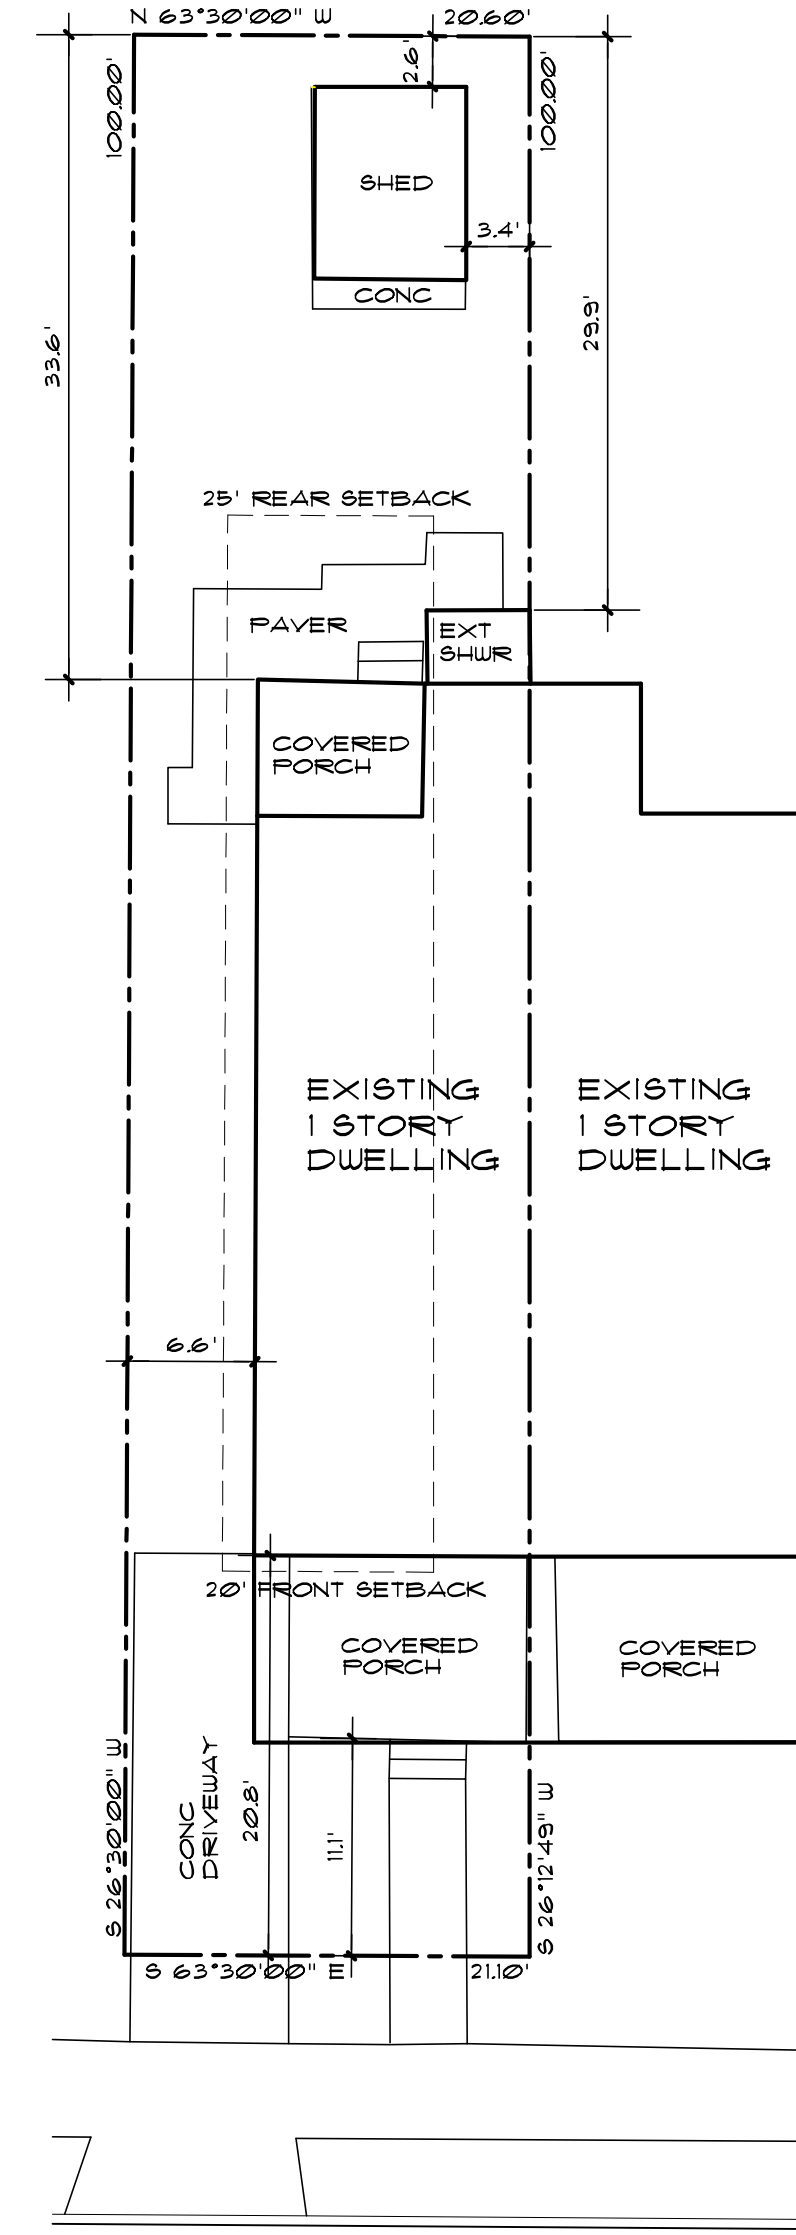 N 63°30'00" W
20.60'
2.6'
100.00'
100.00'
SHED
3.4'
CONC
29.9'
33.6'
25' REAR SETBACK
PAVER
EXT
SHWR
COVERED
PORCH
EXISTING
1 STORY
DWELLING
EXISTING
1 STORY
DWELLING
6.6'
20' FRONT SETBACK
COVERED
PORCH
COVERED
PORCH
S 26°30'00" W
CONC
DRIVEWAY
20.8'
11.1'
S 26°12'49" W
S 63°30'00" E
21.10'